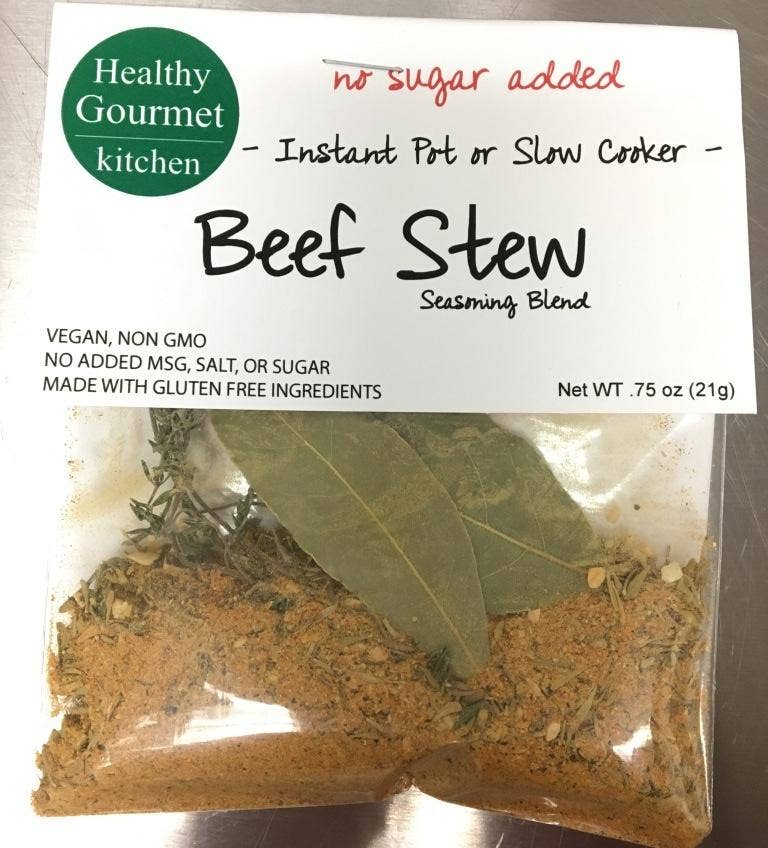 Healthy
Gourmet
kitchen
no sugar added
- Instant Pot or Slow Cooker -
Beef Stew
Seasoning Blend
VEGAN, NON GMO
NO ADDED MSG, SALT, OR SUGAR
MADE WITH GLUTEN FREE INGREDIENTS
Net WT .75 oz (21g)